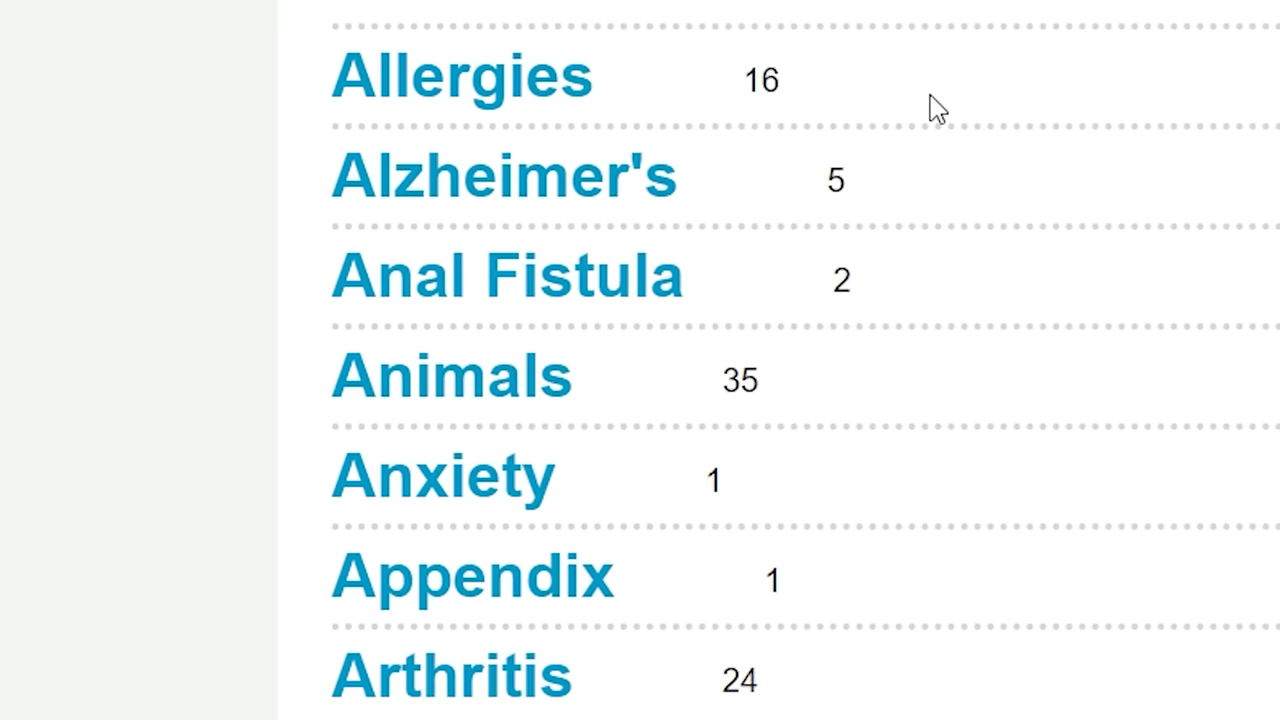 Allergies 16
Alzheimer's 5
Anal Fistula 2
Animals 35
Anxiety 1
Appendix 1
Arthritis 24